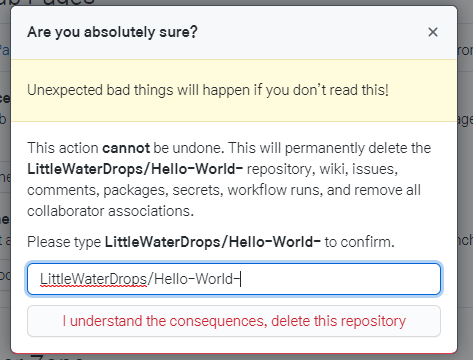 Are you absolutely sure?
Unexpected bad things will happen if you don't read this!
This action cannot be undone. This will permanently delete the
LittleWaterDrops/Hello-World- repository, wiki, issues,
comments, packages, secrets, workflow runs, and remove all
collaborator associations.
Please type LittleWaterDrops/Hello-World- to confirm.
LittleWaterDrops/Hello-World-
I understand the consequences, delete this repository